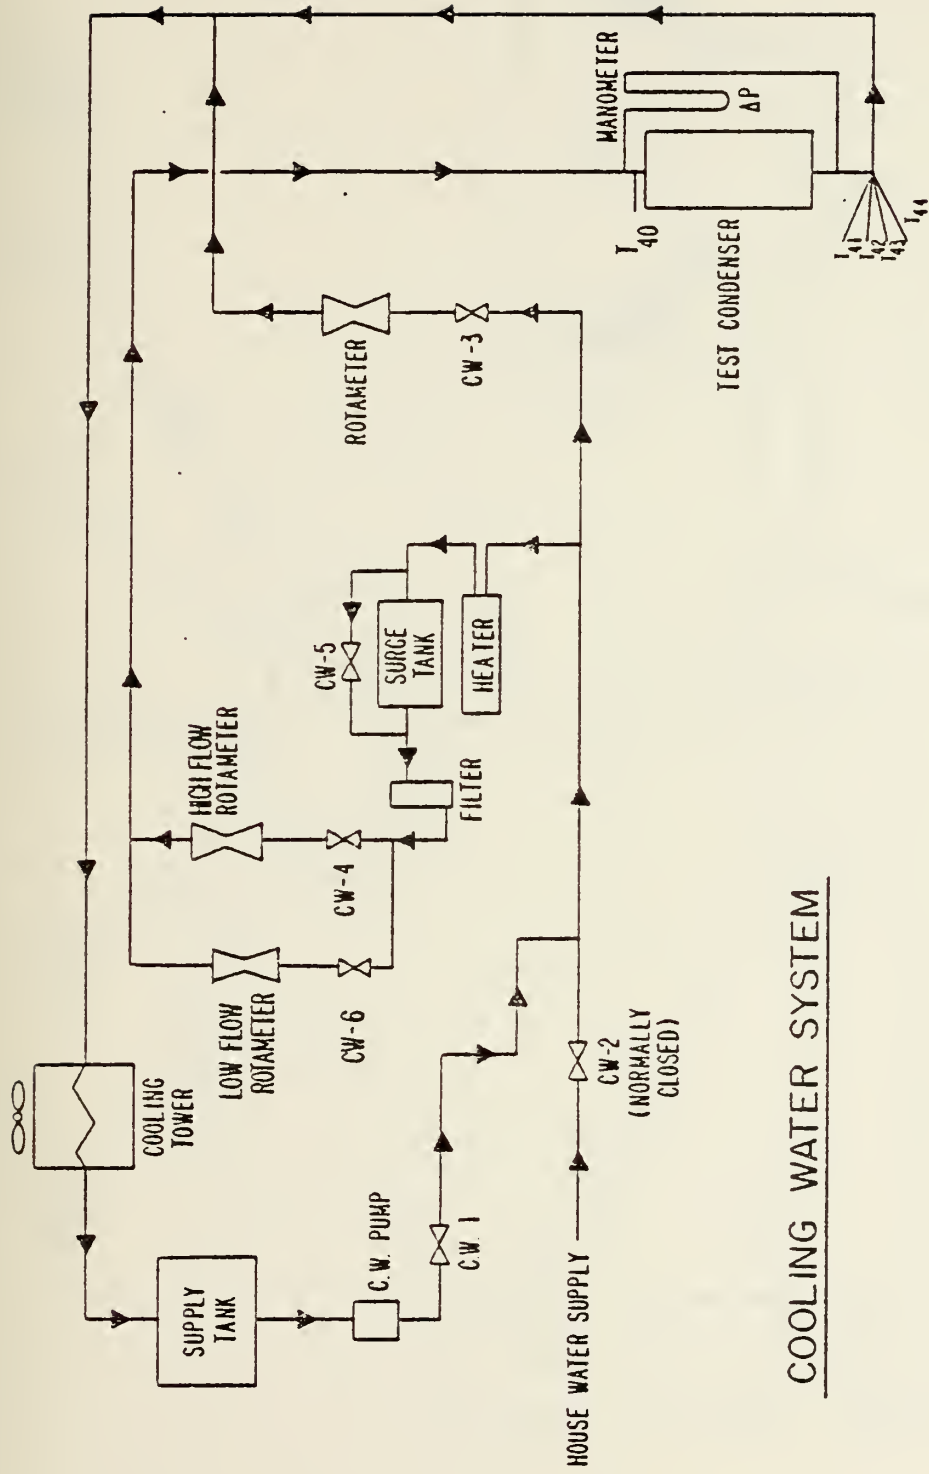 COOLING
TOWER
SUPPLY
TANK
C.W. PUMP
C.W. 1
HOUSE WATER SUPPLY
CW-2
(NORMALLY
CLOSED)
LOW FLOW
ROTAMETER
CW-6
HIGH FLOW
ROTAMETER
CW-4
FILTER
CW-5
SURGE
TANK
HEATER
ROTAMETER
CW-3
MANOMETER
ΔP
T40
TEST CONDENSER
T41
T42
T43
T44
COOLING WATER SYSTEM